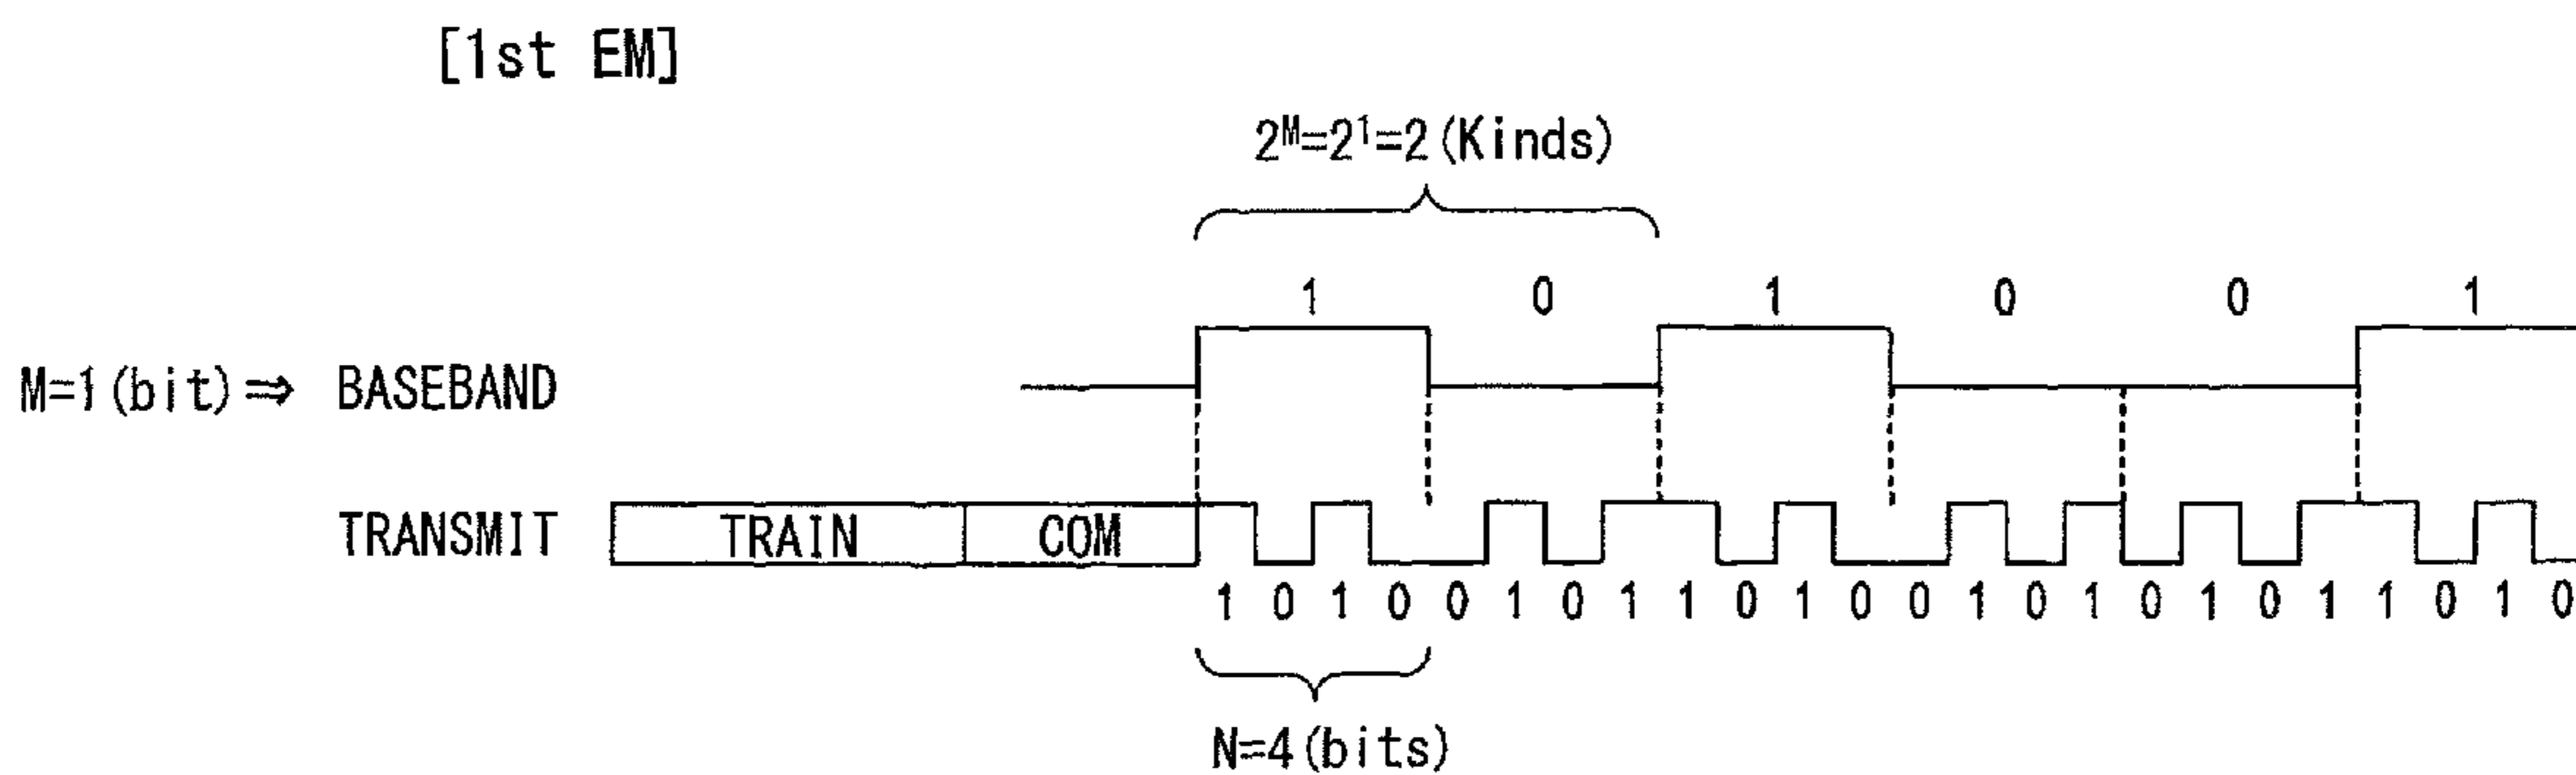 [1st EM]
2ᴹ=2¹=2(Kinds)
1 0 1 0 0 1
M=1(bit)⇒ BASEBAND
TRANSMIT TRAIN COM
1 0 1 0 0 1 0 1 1 0 1 0 0 1 0 1 0 1 0 1 1 0 1 0
N=4(bits)